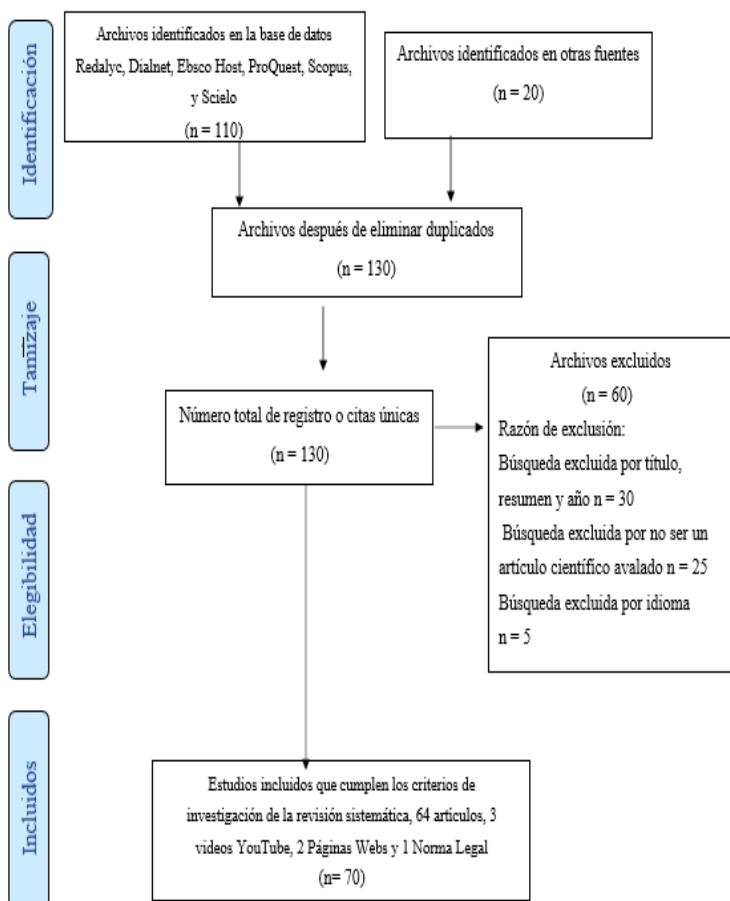 Identificación
Archivos identificados en la base de datos
Redalyc, Dialnet, Ebsco Host, ProQuest, Scopus,
y Scielo
(n = 110)
Archivos identificados en otras fuentes
(n = 20)
Archivos después de eliminar duplicados
(n = 130)
Tamizaje
Número total de registro o citas únicas
(n = 130)
Archivos excluidos
(n = 60)
Razón de exclusión:
Búsqueda excluida por título,
resumen y año n = 30
Búsqueda excluida por no ser un
artículo científico avalado n = 25
Búsqueda excluida por idioma
n = 5
Elegibilidad
Incluidos
Estudios incluidos que cumplen los criterios de
investigación de la revisión sistemática, 64 artículos, 3
videos YouTube, 2 Páginas Webs y 1 Norma Legal
(n= 70)